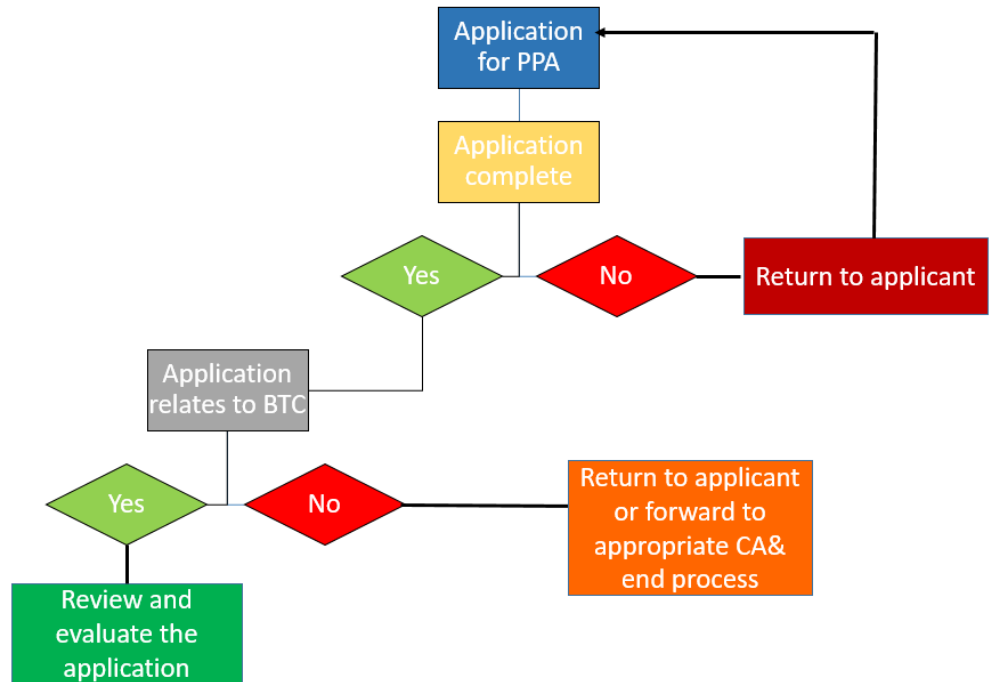 Application
for PPA
Application
complete
Yes
No
Return to applicant
Application
relates to BTC
Yes
No
Return to applicant
or forward to
appropriate CA&
end process
Review and
evaluate the
application